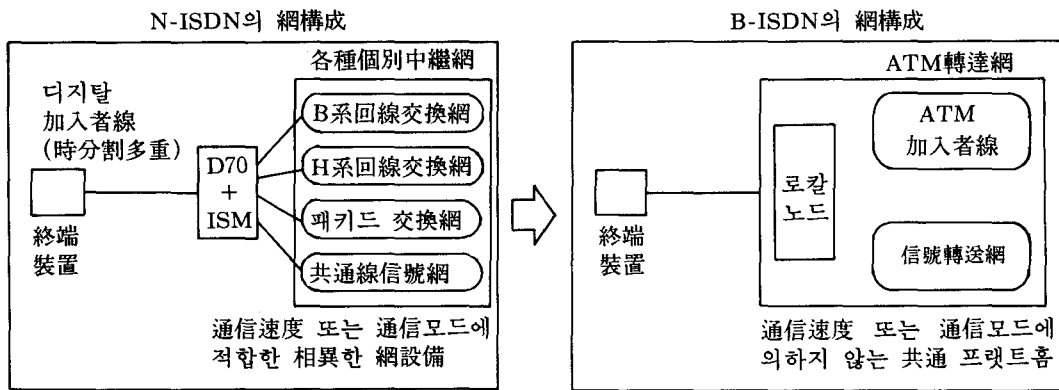 N-ISDN의 網構成
各種個別中繼網
디지탈
加入者線
(時分割多重)
D70
+
ISM
B系回線交換網
H系回線交換網
패키드 交換網
共通線信號網
終端
裝置
通信速度 또는 通信모드에
적합한 相異한 網設備
B-ISDN의 網構成
ATM轉達網
ATM
加入者線
로칼
노드
信號轉送網
終端
裝置
通信速度 또는 通信모드에
의하지 않는 共通 프랫트홈